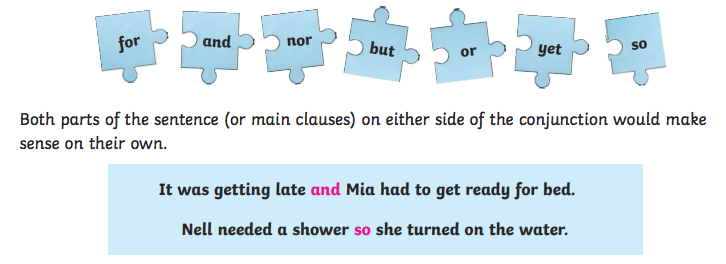 for and nor but or yet so
Both parts of the sentence (or main clauses) on either side of the conjunction would make
sense on their own.
It was getting late and Mia had to get ready for bed.
Nell needed a shower so she turned on the water.